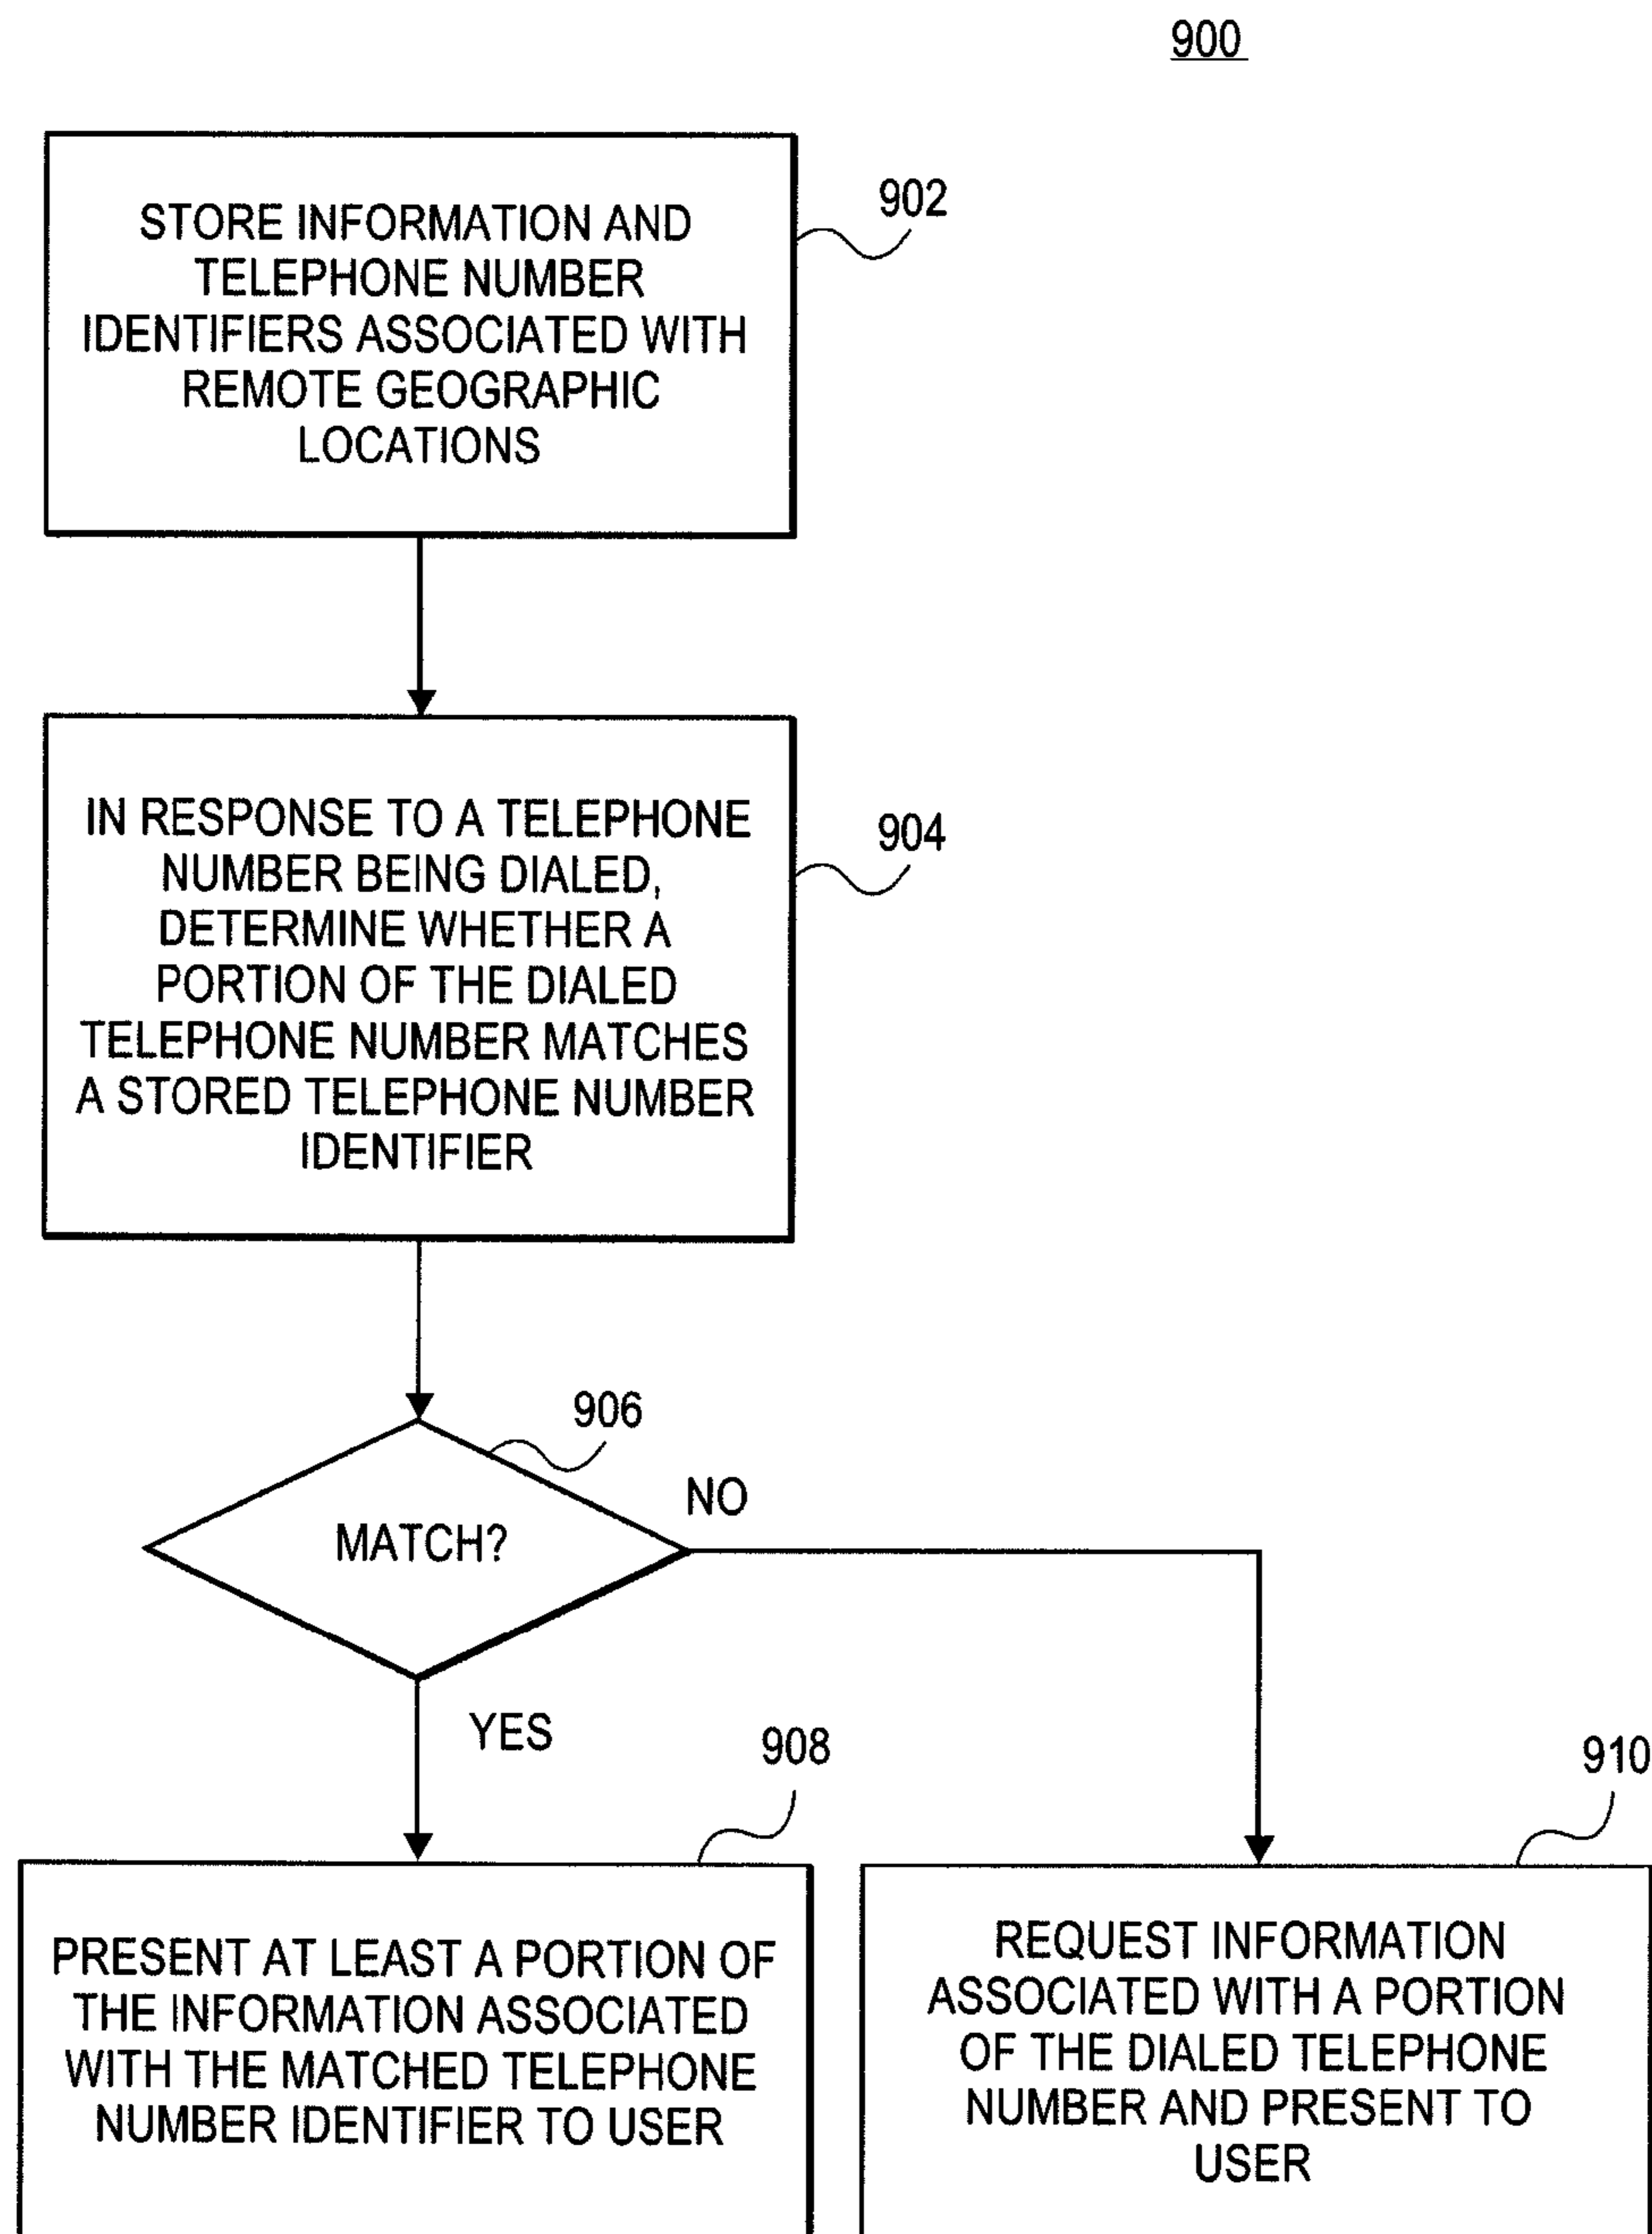 900
STORE INFORMATION AND
TELEPHONE NUMBER
IDENTIFIERS ASSOCIATED WITH
REMOTE GEOGRAPHIC
LOCATIONS
902
IN RESPONSE TO A TELEPHONE
NUMBER BEING DIALED,
DETERMINE WHETHER A
PORTION OF THE DIALED
TELEPHONE NUMBER MATCHES
A STORED TELEPHONE NUMBER
IDENTIFIER
904
906
MATCH?
NO
YES
908
PRESENT AT LEAST A PORTION OF
THE INFORMATION ASSOCIATED
WITH THE MATCHED TELEPHONE
NUMBER IDENTIFIER TO USER
910
REQUEST INFORMATION
ASSOCIATED WITH A PORTION
OF THE DIALED TELEPHONE
NUMBER AND PRESENT TO
USER